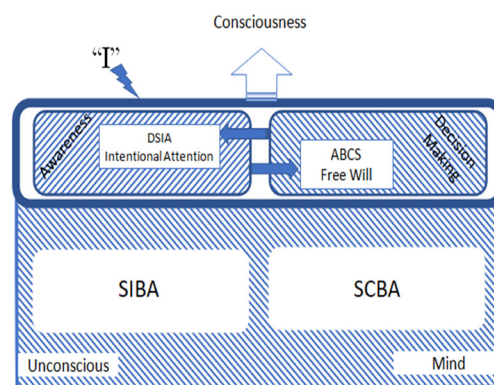 Consciousness
“I”
Awareness
DSIA
Intentional Attention
ABCS
Free Will
Decision
Making
SIBA
SCBA
Unconscious
Mind